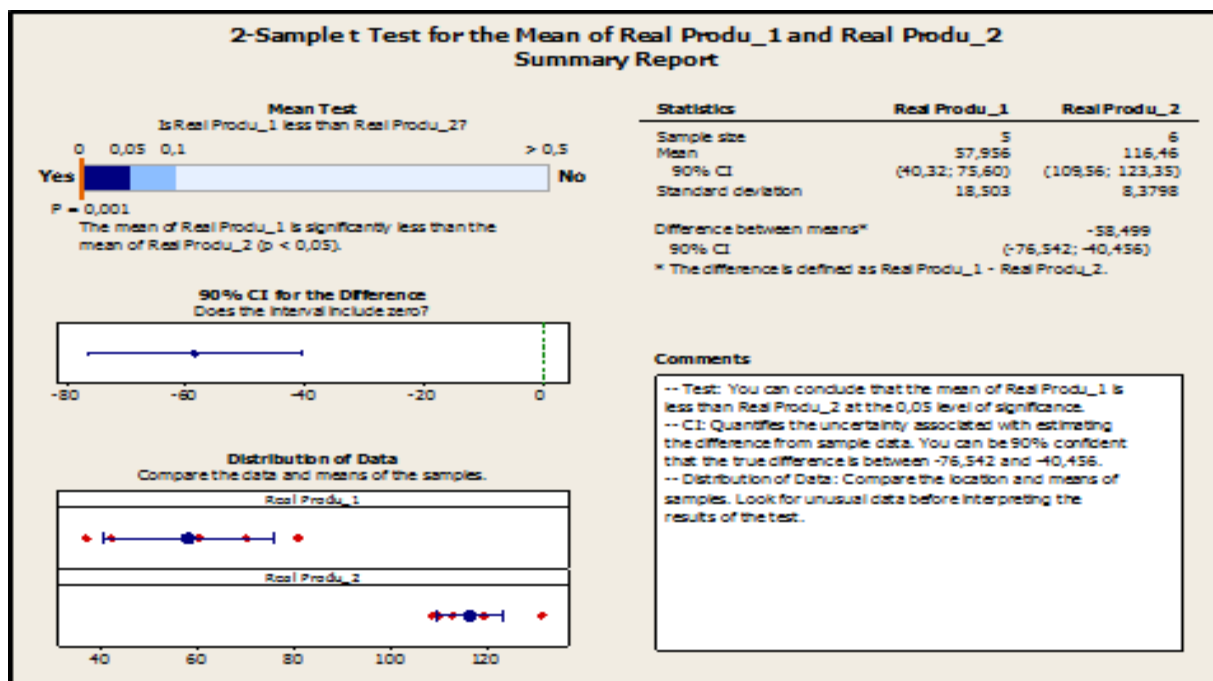 2-Sample t Test for the Mean of Real Produ_1 and Real Produ_2
Summary Report
Mean Test
Is Real Produ_1 less than Real Produ_2?
0 0,05 0,1 > 0,5
Yes No
P = 0,001
The mean of Real Produ_1 is significantly less than the
mean of Real Produ_2 (p < 0,05).
90% CI for the Difference
Does the interval include zero?
-80 -60 -40 -20 0
Distribution of Data
Compare the data and means of the samples.
Real Produ_1
Real Produ_2
40 60 80 100 120
Statistics Real Produ_1 Real Produ_2
Sample size 5 6
Mean 57,956 116,46
90% CI (40,32; 75,60) (109,56; 123,35)
Standard deviation 18,503 8,3798
Difference between means* -58,499
90% CI (-76,542; -40,456)
* The difference is defined as Real Produ_1 - Real Produ_2.
Comments
-- Test: You can conclude that the mean of Real Produ_1 is
less than Real Produ_2 at the 0,05 level of significance.
-- CI: Quantifies the uncertainty associated with estimating
the difference from sample data. You can be 90% confident
that the true difference is between -76,542 and -40,456.
-- Distribution of Data: Compare the location and means of
samples. Look for unusual data before interpreting the
results of the test.